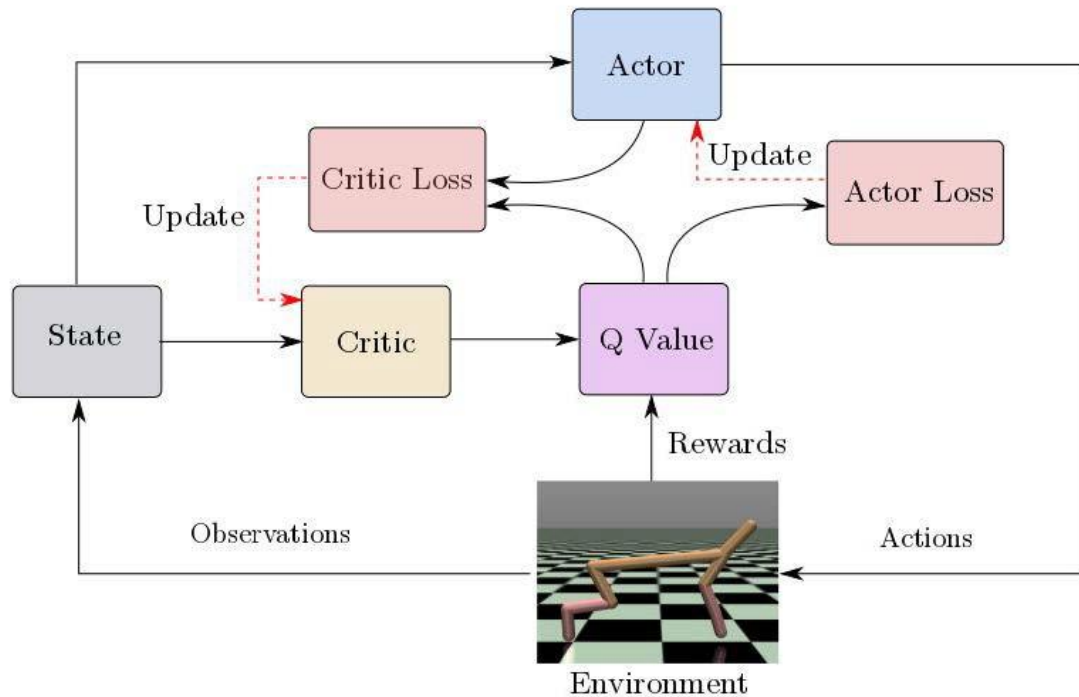 Actor
Critic Loss
Update
Actor Loss
Update
State
Critic
Q Value
Rewards
Observations
Actions
Environment